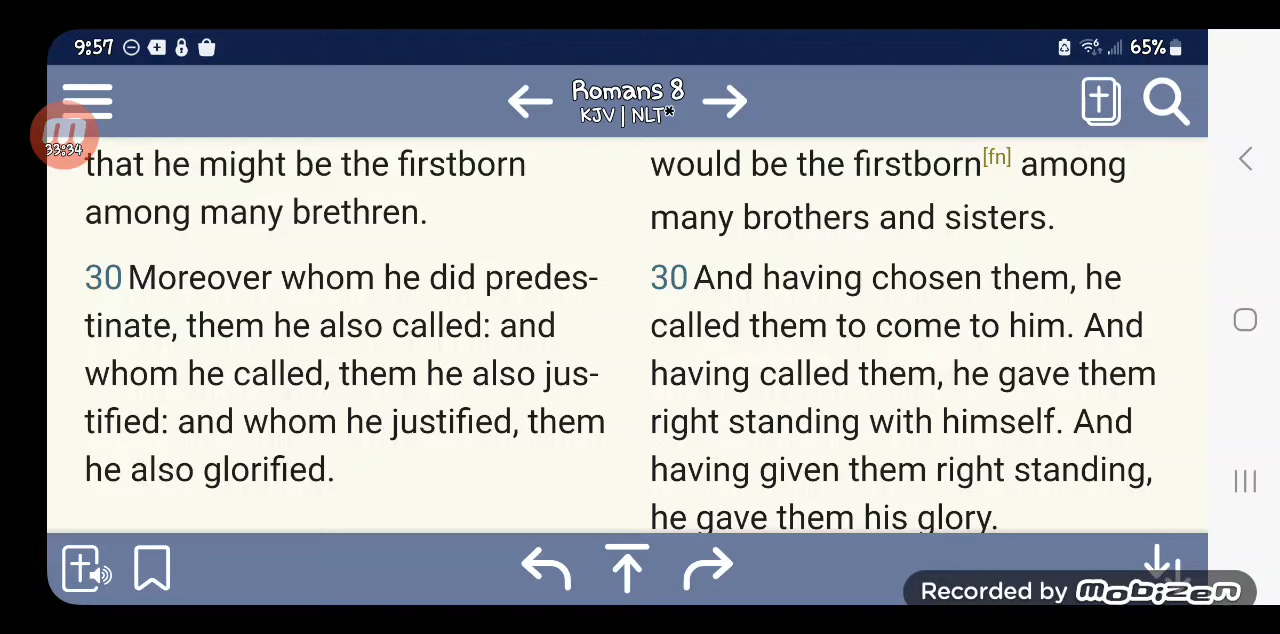 9:57
65%
Romans 8
KJV | NLT*
33:34
that he might be the firstborn
among many brethren.
30 Moreover whom he did predes-
tinate, them he also called: and
whom he called, them he also jus-
tified: and whom he justified, them
he also glorified.
would be the firstborn[fn] among
many brothers and sisters.
30 And having chosen them, he
called them to come to him. And
having called them, he gave them
right standing with himself. And
having given them right standing,
he gave them his glory.
Recorded by mobizen